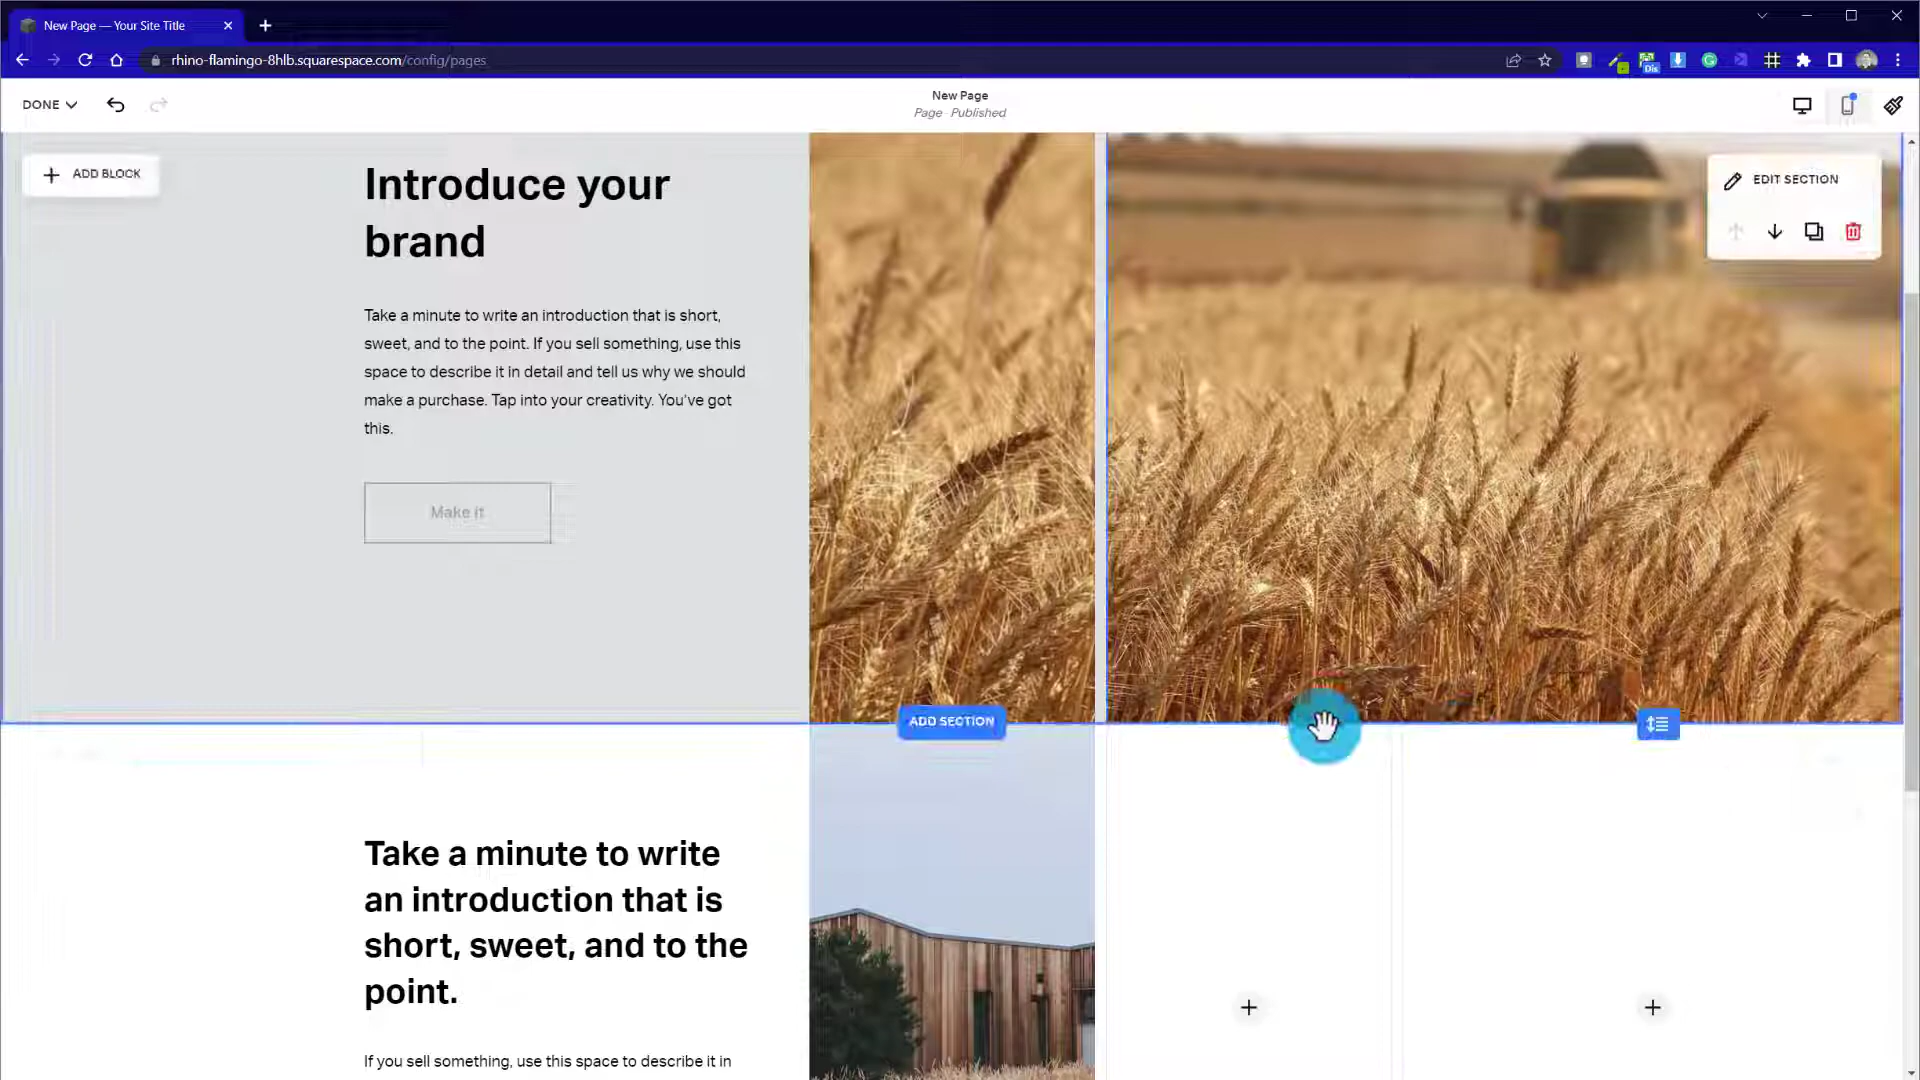 New Page — Your Site Title
rhino-flamingo-8hlb.squarespace.com/config/pages
Dis
DONE
New Page
Page · Published
ADD BLOCK
EDIT SECTION
Introduce your
brand
Take a minute to write an introduction that is short,
sweet, and to the point. If you sell something, use this
space to describe it in detail and tell us why we should
make a purchase. Tap into your creativity. You've got
this.
Make it
ADD SECTION
Take a minute to write
an introduction that is
short, sweet, and to the
point.
If you sell something, use this space to describe it in